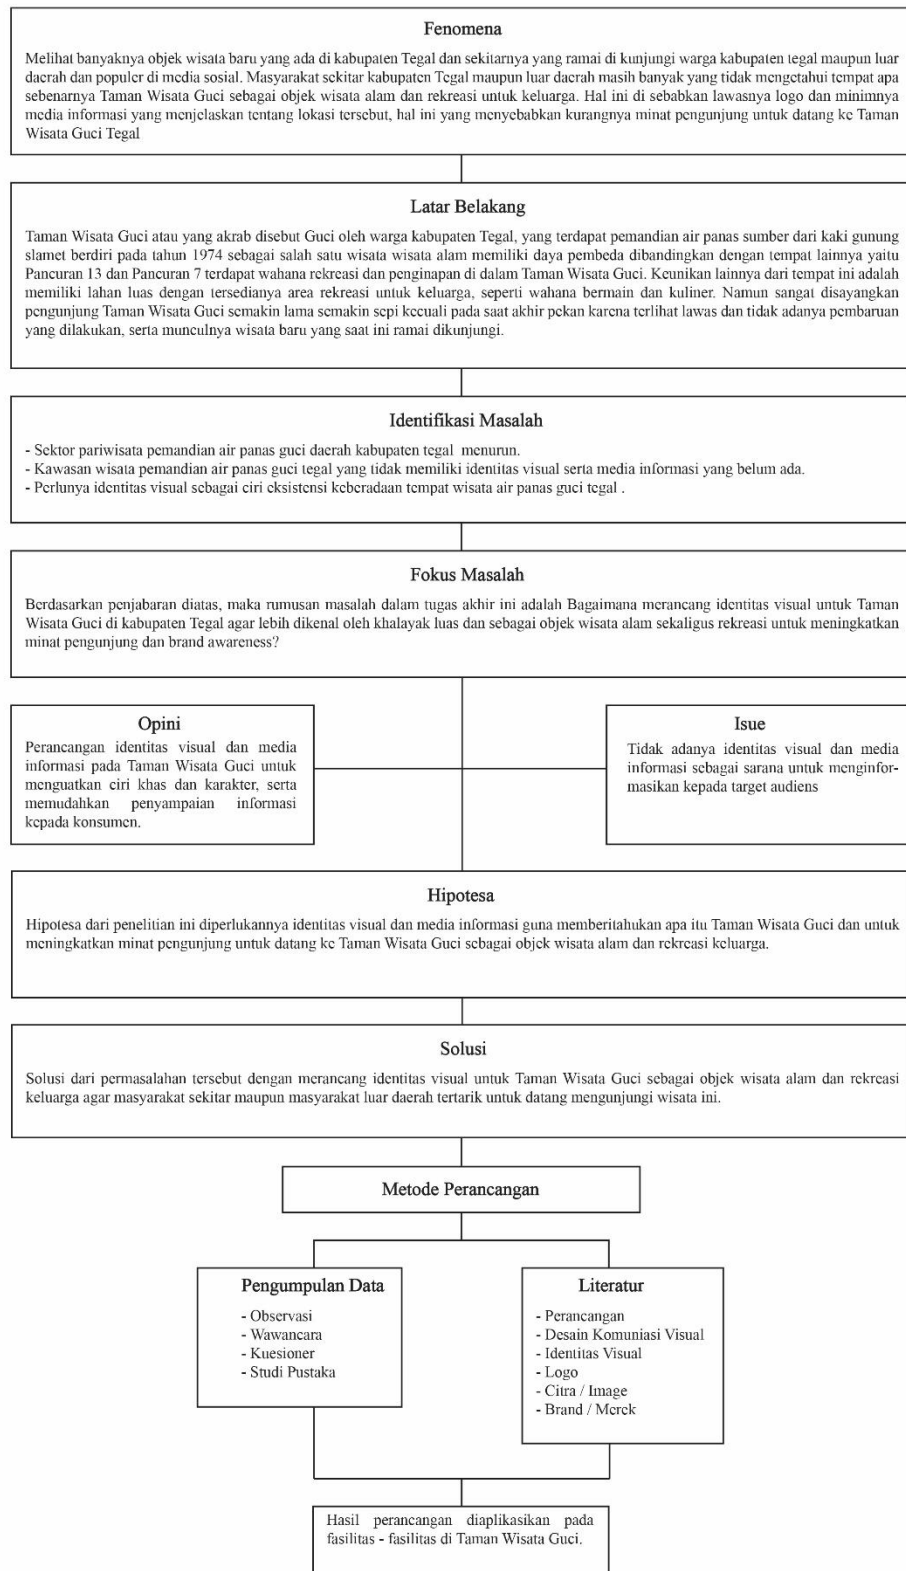 Fenomena
Melihat banyaknya objek wisata baru yang ada di kabupaten Tegal dan sekitarnya yang ramai di kunjungi warga kabupaten tegal maupun luar
daerah dan populer di media sosial. Masyarakat sekitar kabupaten Tegal maupun luar daerah masih banyak yang tidak mengetahui tempat apa
sebenarnya Taman Wisata Guci sebagai objek wisata alam dan rekreasi untuk keluarga. Hal ini di sebabkan lawasnya logo dan minimnya
media informasi yang menjelaskan tentang lokasi tersebut, hal ini yang menyebabkan kurangnya minat pengunjung untuk datang ke Taman
Wisata Guci Tegal
Latar Belakang
Taman Wisata Guci atau yang akrab disebut Guci oleh warga kabupaten Tegal, yang terdapat pemandian air panas sumber dari kaki gunung
slamet berdiri pada tahun 1974 sebagai salah satu wisata wisata alam memiliki daya pembeda dibandingkan dengan tempat lainnya yaitu
Pancuran 13 dan Pancuran 7 terdapat wahana rekreasi dan penginapan di dalam Taman Wisata Guci. Keunikan lainnya dari tempat ini adalah
memiliki lahan luas dengan tersedianya area rekreasi untuk keluarga, seperti wahana bermain dan kuliner. Namun sangat disayangkan
pengunjung Taman Wisata Guci semakin lama semakin sepi kecuali pada saat akhir pekan karena terlihat lawas dan tidak adanya pembaruan
yang dilakukan, serta munculnya wisata baru yang saat ini ramai dikunjungi.
Identifikasi Masalah
- Sektor pariwisata pemandian air panas guci daerah kabupaten tegal menurun.
- Kawasan wisata pemandian air panas guci tegal yang tidak memiliki identitas visual serta media informasi yang belum ada.
- Perlunya identitas visual sebagai ciri eksistensi keberadaan tempat wisata air panas guci tegal .
Fokus Masalah
Berdasarkan penjabaran diatas, maka rumusan masalah dalam tugas akhir ini adalah Bagaimana merancang identitas visual untuk Taman
Wisata Guci di kabupaten Tegal agar lebih dikenal oleh khalayak luas dan sebagai objek wisata alam sekaligus rekreasi untuk meningkatkan
minat pengunjung dan brand awareness?
Opini
Perancangan identitas visual dan media
informasi pada Taman Wisata Guci untuk
menguatkan ciri khas dan karakter, serta
memudahkan penyampaian informasi
kepada konsumen.
Isue
Tidak adanya identitas visual dan media
informasi sebagai sarana untuk menginfor-
masikan kepada target audiens
Hipotesa
Hipotesa dari penelitian ini diperlukannya identitas visual dan media informasi guna memberitahukan apa itu Taman Wisata Guci dan untuk
meningkatkan minat pengunjung untuk datang ke Taman Wisata Guci sebagai objek wisata alam dan rekreasi keluarga.
Solusi
Solusi dari permasalahan tersebut dengan merancang identitas visual untuk Taman Wisata Guci sebagai objek wisata alam dan rekreasi
keluarga agar masyarakat sekitar maupun masyarakat luar daerah tertarik untuk datang mengunjungi wisata ini.
Metode Perancangan
Pengumpulan Data
- Observasi
- Wawancara
- Kuesioner
- Studi Pustaka
Literatur
- Perancangan
- Desain Komuniasi Visual
- Identitas Visual
- Logo
- Citra / Image
- Brand / Merek
Hasil perancangan diaplikasikan pada
fasilitas - fasilitas di Taman Wisata Guci.